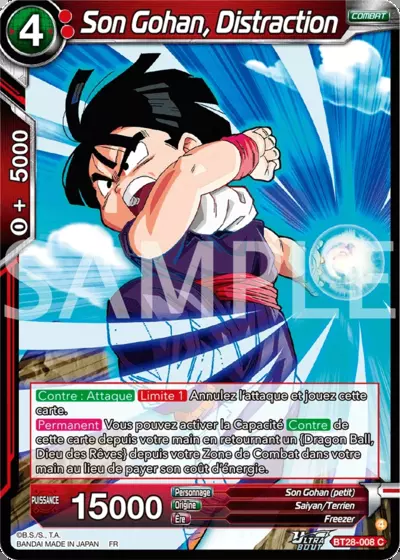 4
Son Gohan, Distraction
COMBAT
0 + 5000
SAMPLE
Contre : Attaque Limite 1 Annulez l'attaque et jouez cette
carte.
Permanent Vous pouvez activer la Capacité Contre de
cette carte depuis votre main en retournant un {Dragon Ball,
Dieu des Rêves} depuis votre Zone de Combat dans votre
main au lieu de payer son coût d'énergie.
PUISSANCE
15000
Personnage Son Gohan (petit)
Origine Saiyan/Terrien
Ère Freezer
©B.S./S., T.A.
BANDAI MADE IN JAPAN FR
ULTRA
BOUT
4
BT28-008 C